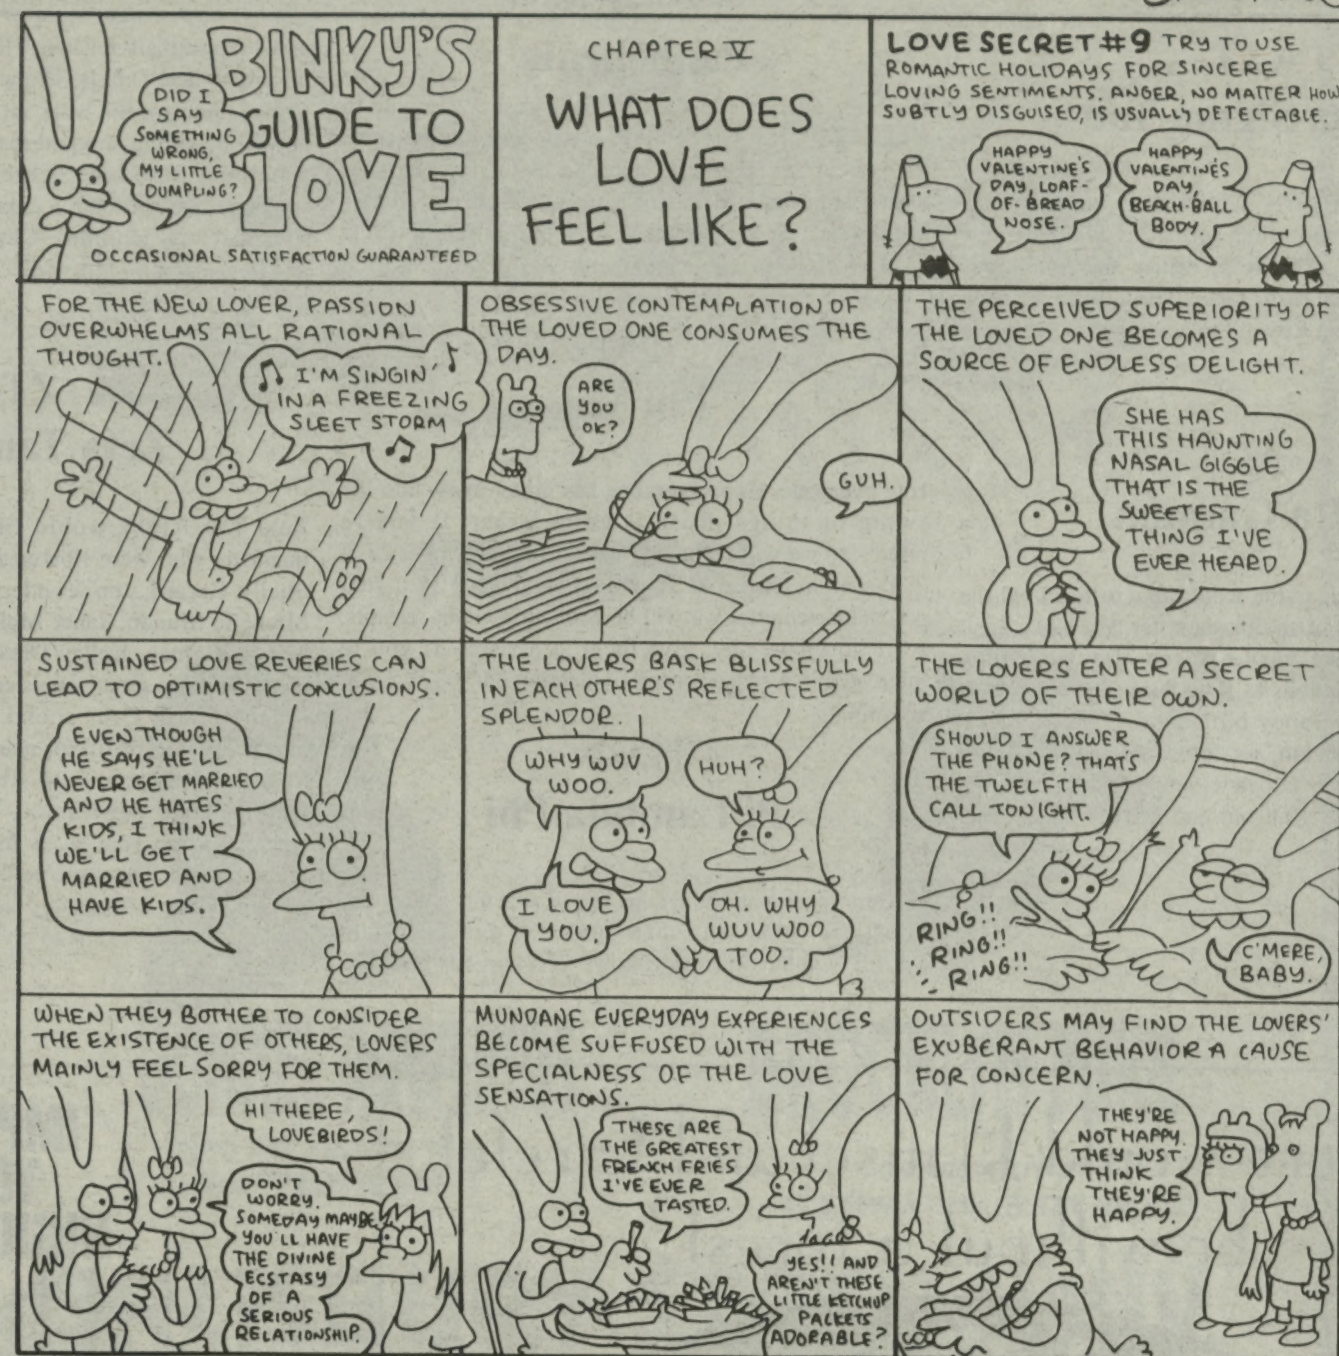 BINKY'S
GUIDE TO
LOVE
DID I
SAY
SOMETHING
WRONG,
MY LITTLE
DUMPLING?
OCCASIONAL SATISFACTION GUARANTEED
CHAPTER V
WHAT DOES
LOVE
FEEL LIKE?
LOVE SECRET #9 TRY TO USE
ROMANTIC HOLIDAYS FOR SINCERE
LOVING SENTIMENTS. ANGER, NO MATTER HOW
SUBTLY DISGUISED, IS USUALLY DETECTABLE.
HAPPY
VALENTINE'S
DAY, LOAF-
OF-BREAD
NOSE.
HAPPY
VALENTINE'S
DAY,
BEACH-BALL
BODY.
FOR THE NEW LOVER, PASSION
OVERWHELMS ALL RATIONAL
THOUGHT.
I'M SINGIN'
IN A FREEZING
SLEET STORM
OBSESSIVE CONTEMPLATION OF
THE LOVED ONE CONSUMES THE
DAY.
ARE
YOU
OK?
GUH.
THE PERCEIVED SUPERIORITY OF
THE LOVED ONE BECOMES A
SOURCE OF ENDLESS DELIGHT.
SHE HAS
THIS HAUNTING
NASAL GIGGLE
THAT IS THE
SWEETEST
THING I'VE
EVER HEARD.
SUSTAINED LOVE REVERIES CAN
LEAD TO OPTIMISTIC CONCLUSIONS.
EVEN THOUGH
HE SAYS HE'LL
NEVER GET MARRIED
AND HE HATES
KIDS, I THINK
WE'LL GET
MARRIED AND
HAVE KIDS.
THE LOVERS BASK BLISSFULLY
IN EACH OTHER'S REFLECTED
SPLENDOR.
WHY WUV
WOO.
HUH?
I LOVE
YOU.
OH. WHY
WUV WOO
TOO.
THE LOVERS ENTER A SECRET
WORLD OF THEIR OWN.
SHOULD I ANSWER
THE PHONE? THAT'S
THE TWELFTH
CALL TONIGHT.
RING!!
RING!!
RING!!
C'MERE,
BABY.
WHEN THEY BOTHER TO CONSIDER
THE EXISTENCE OF OTHERS, LOVERS
MAINLY FEEL SORRY FOR THEM.
HI THERE,
LOVEBIRDS!
DON'T
WORRY.
SOMEDAY MAYBE
YOU'LL HAVE
THE DIVINE
ECSTASY
OF A
SERIOUS
RELATIONSHIP.
MUNDANE EVERYDAY EXPERIENCES
BECOME SUFFUSED WITH THE
SPECIALNESS OF THE LOVE
SENSATIONS.
THESE ARE
THE GREATEST
FRENCH FRIES
I'VE EVER
TASTED.
YES!! AND
AREN'T THESE
LITTLE KETCHUP
PACKETS
ADORABLE?
OUTSIDERS MAY FIND THE LOVERS'
EXUBERANT BEHAVIOR A CAUSE
FOR CONCERN.
THEY'RE
NOT HAPPY.
THEY JUST
THINK
THEY'RE
HAPPY.